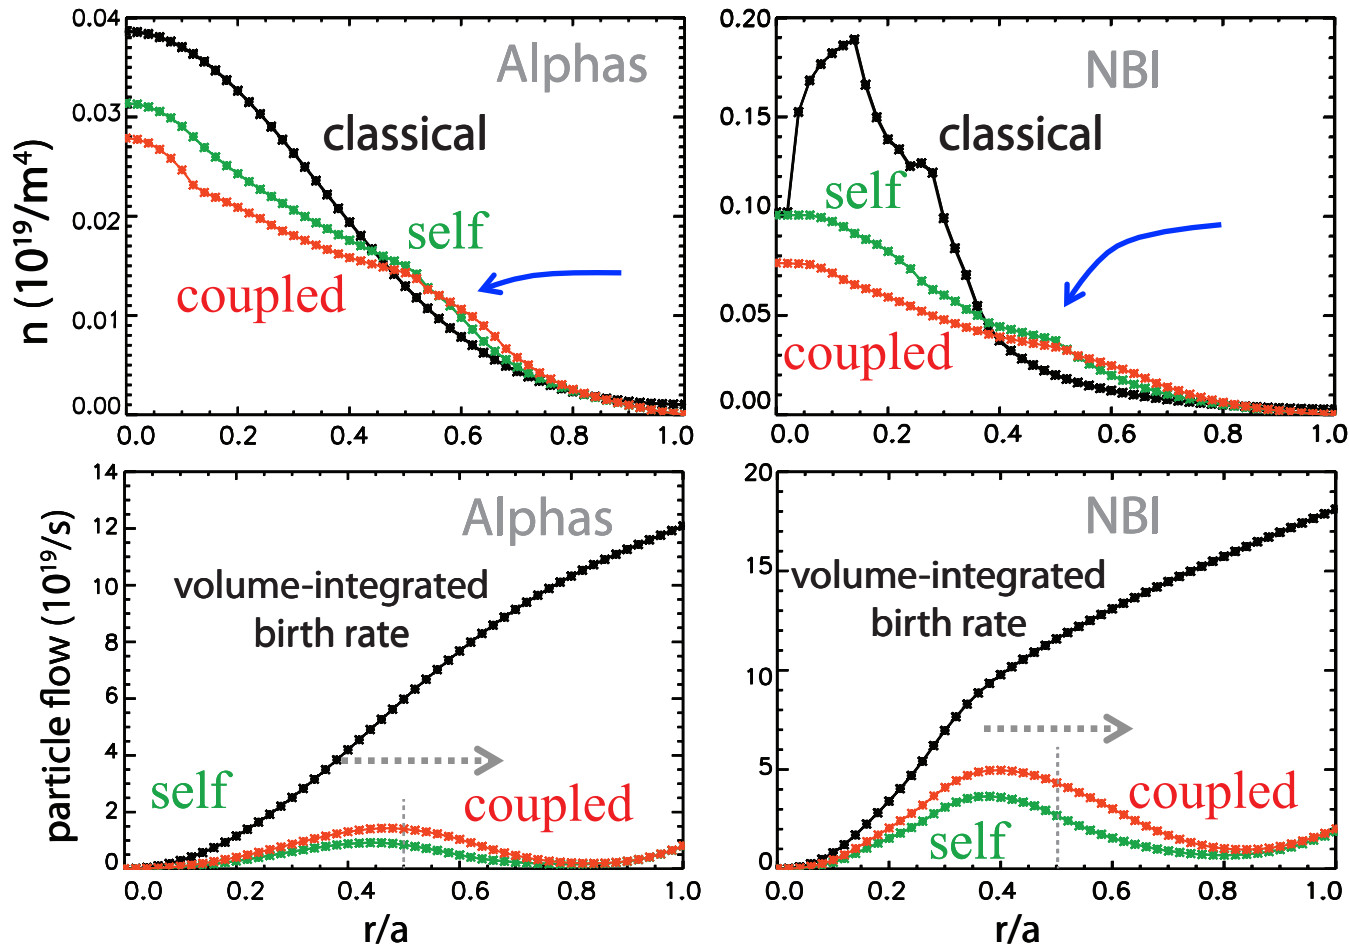 n (10¹⁹/m⁴)
0.04
0.03
0.02
0.01
0.00
Alphas
classical
self
coupled
0.0 0.2 0.4 0.6 0.8 1.0
0.20
0.15
0.10
0.05
0.00
NBI
classical
self
coupled
0.0 0.2 0.4 0.6 0.8 1.0
particle flow (10¹⁹/s)
14
12
10
8
6
4
2
0
Alphas
volume-integrated
birth rate
self
coupled
0.0 0.2 0.4 0.6 0.8 1.0
r/a
20
15
10
5
0
NBI
volume-integrated
birth rate
coupled
self
0.0 0.2 0.4 0.6 0.8 1.0
r/a